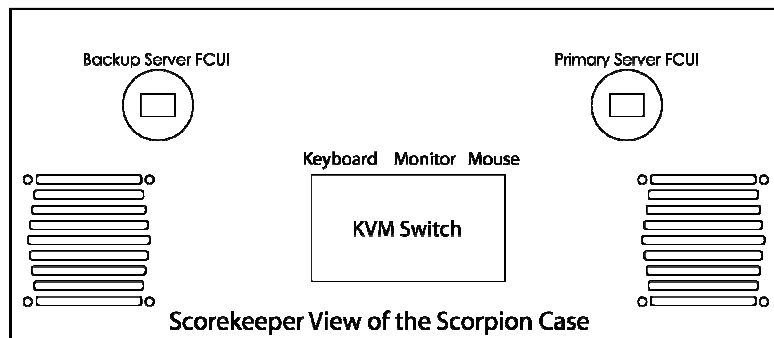 Backup Server FCUI
Primary Server FCUI
Keyboard Monitor Mouse
KVM Switch
Scorekeeper View of the Scorpion Case